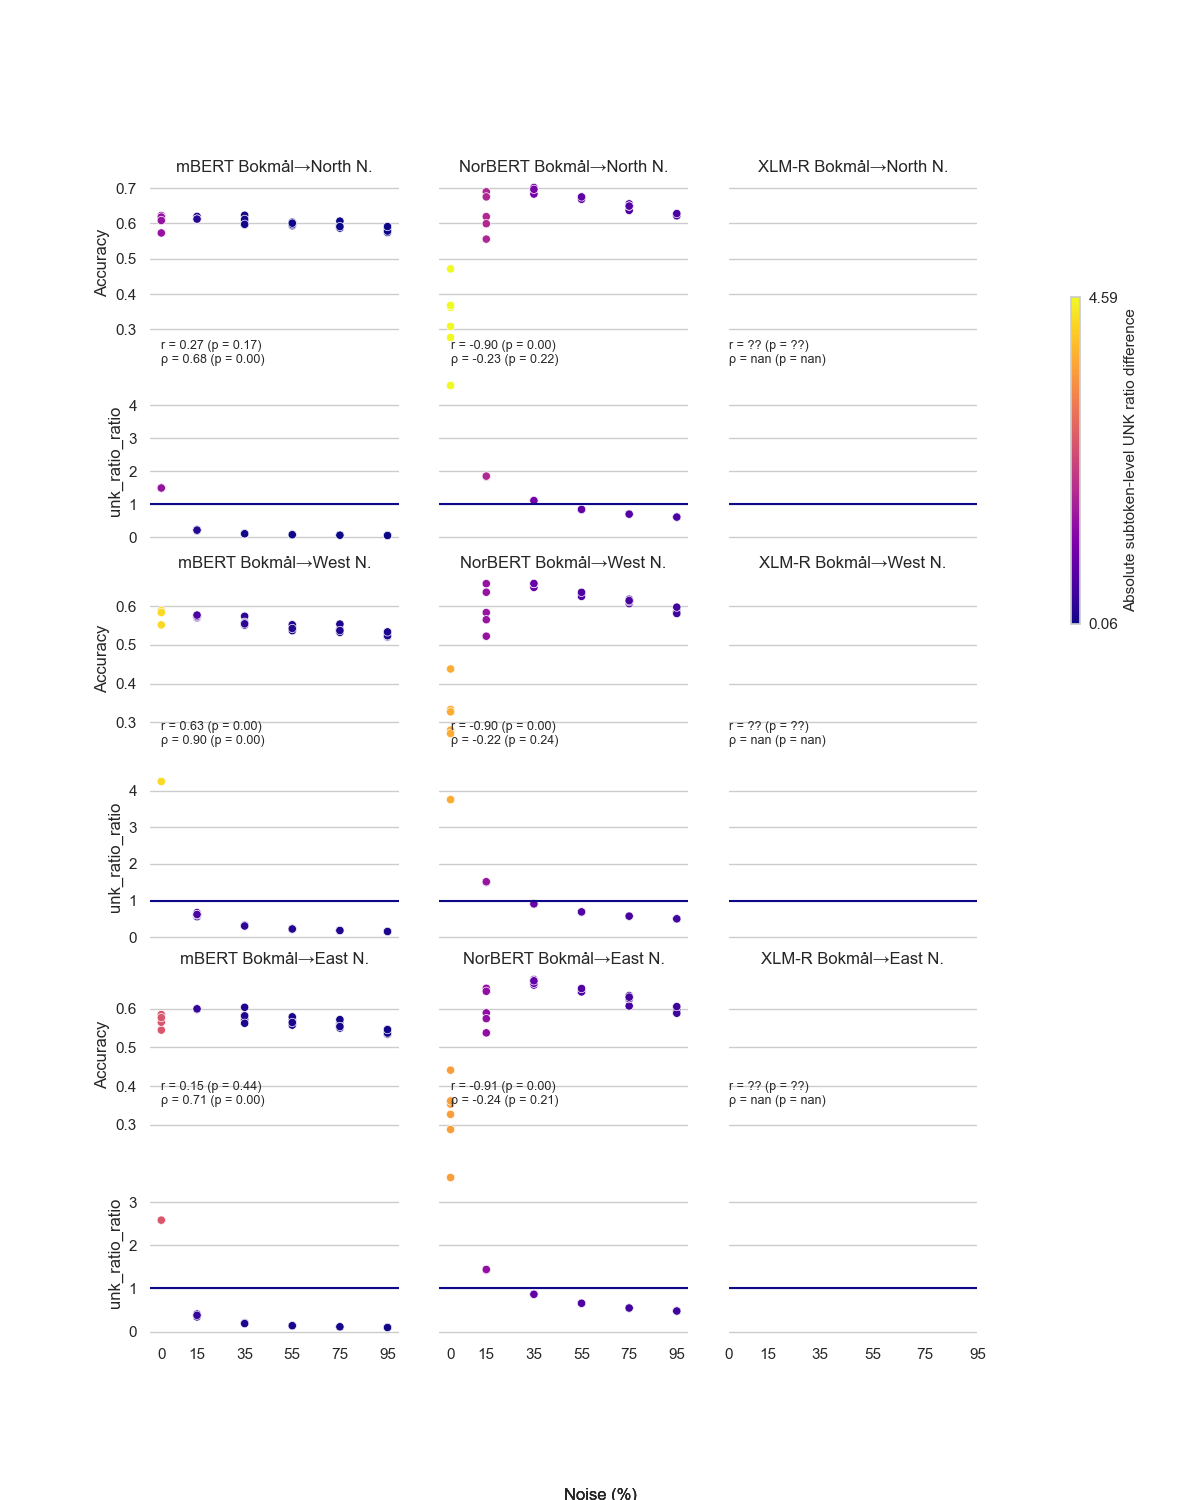 mBERT Bokmål→North N.
NorBERT Bokmål→North N.
XLM-R Bokmål→North N.
Accuracy
0.7
0.6
0.5
0.4
0.3
r = 0.27 (p = 0.17)
ρ = 0.68 (p = 0.00)
r = -0.90 (p = 0.00)
ρ = -0.23 (p = 0.22)
r = ?? (p = ??)
ρ = nan (p = nan)
unk_ratio_ratio
4
3
2
1
0
mBERT Bokmål→West N.
NorBERT Bokmål→West N.
XLM-R Bokmål→West N.
Accuracy
0.6
0.5
0.4
0.3
r = 0.63 (p = 0.00)
ρ = 0.90 (p = 0.00)
r = -0.90 (p = 0.00)
ρ = -0.22 (p = 0.24)
r = ?? (p = ??)
ρ = nan (p = nan)
unk_ratio_ratio
4
3
2
1
0
mBERT Bokmål→East N.
NorBERT Bokmål→East N.
XLM-R Bokmål→East N.
Accuracy
0.6
0.5
0.4
0.3
r = 0.15 (p = 0.44)
ρ = 0.71 (p = 0.00)
r = -0.91 (p = 0.00)
ρ = -0.24 (p = 0.21)
r = ?? (p = ??)
ρ = nan (p = nan)
unk_ratio_ratio
3
2
1
0
0 15 35 55 75 95
0 15 35 55 75 95
0 15 35 55 75 95
Noise (%)
4.59
0.06
Absolute subtoken-level UNK ratio difference